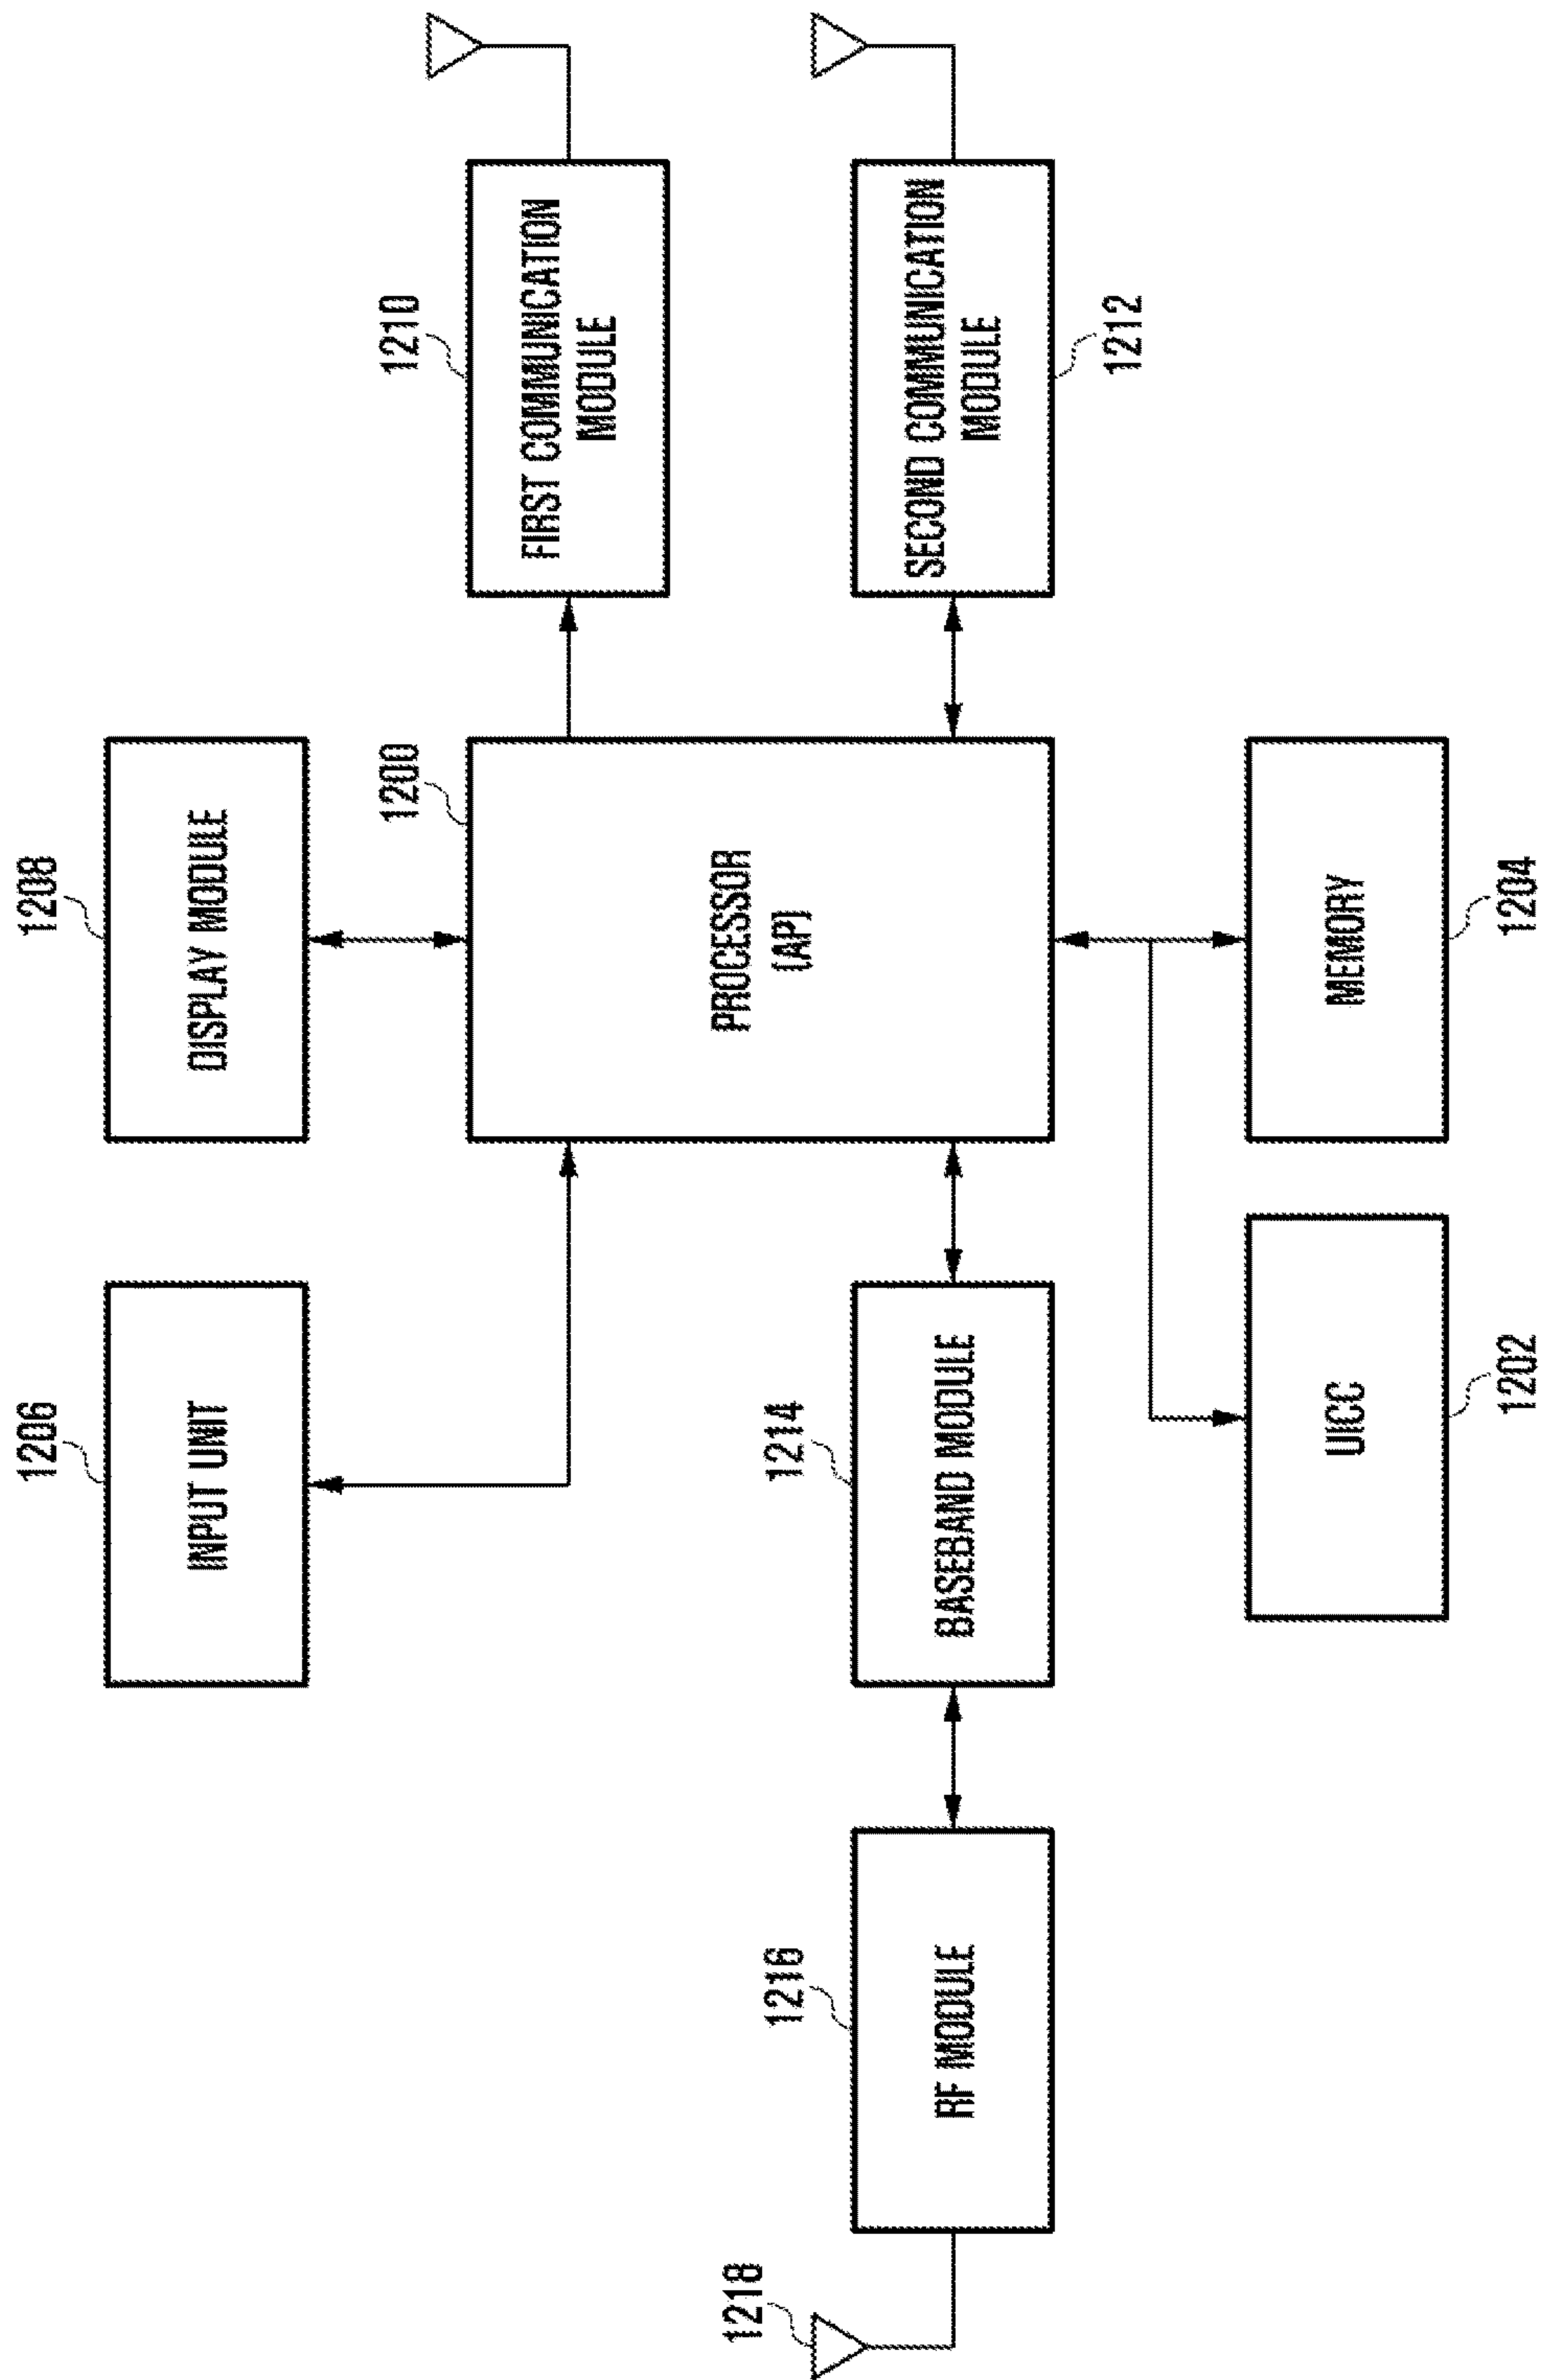 1206
1208
INPUT UNIT
DISPLAY MODULE
1200
1210
FIRST COMMUNICATION
MODULE
PROCESSOR
(AP)
1218
1216
1214
RF MODULE
BASEBAND MODULE
SECOND COMMUNICATION
MODULE
1212
UICC
MEMORY
1202
1204